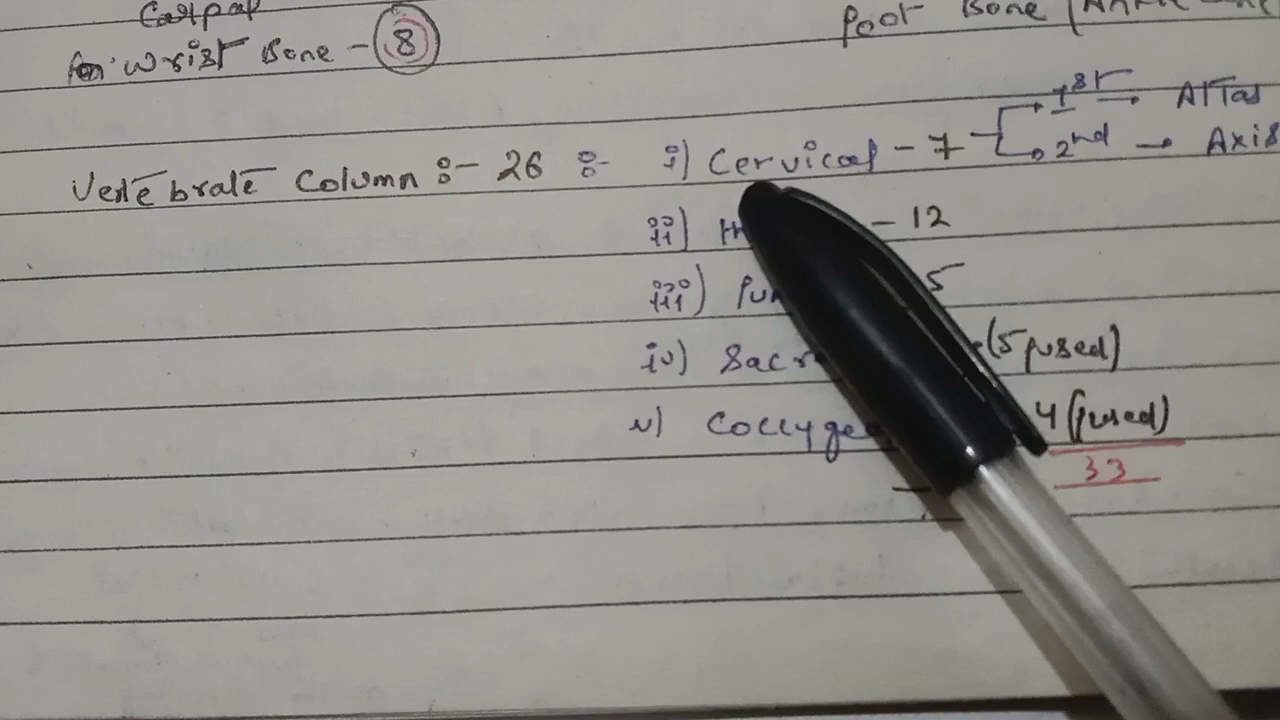 Carpal
Wrist Bone - 8
Foot Bone
1st → Atlas
Vertebrate Column :- 26 :- i) Cervical - 7
2nd → Axis
ii) - 12
iii) 5
iv) (5 fused)
v) 4 (fused)
33